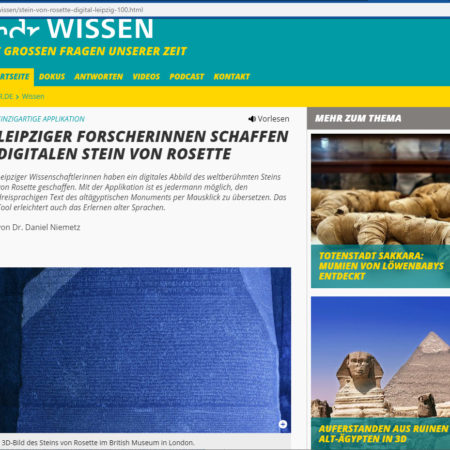 wissen/stein-von-rosette-digital-leipzig-100.html
mdr WISSEN
GROSSEN FRAGEN UNSERER ZEIT
STARTSEITE DOKUS ANTWORTEN VIDEOS PODCAST KONTAKT
.DE > Wissen
EINZIGARTIGE APPLIKATION
Vorlesen
LEIPZIGER FORSCHERINNEN SCHAFFEN
DIGITALEN STEIN VON ROSETTE
Leipziger WissenschaftlerInnen haben ein digitales Abbild des weltberühmten Steins
von Rosette geschaffen. Mit der Applikation ist es jedermann möglich, den
dreisprachigen Text des altägyptischen Monuments per Mausklick zu übersetzen. Das
Tool erleichtert auch das Erlernen alter Sprachen.
von Dr. Daniel Niemetz
3D-Bild des Steins von Rosette im British Museum in London.
MEHR ZUM THEMA
TOTENSTADT SAKKARA:
MUMIEN VON LÖWENBABYS
ENTDECKT
AUFERSTANDEN AUS RUINEN
ALT-ÄGYPTEN IN 3D